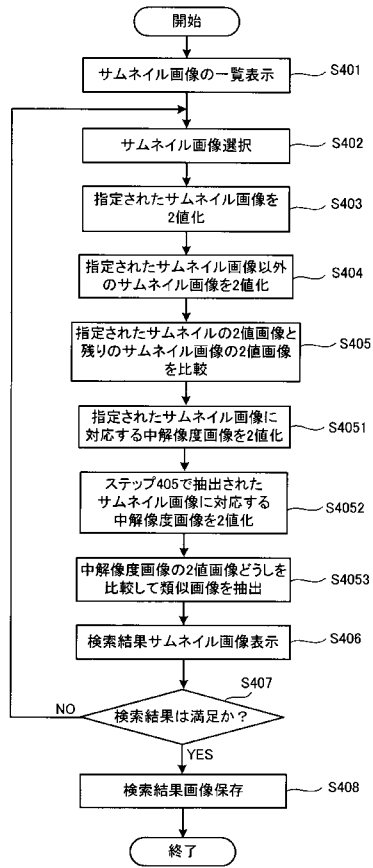 開始
サムネイル画像の一覧表示
S401
サムネイル画像選択
S402
指定されたサムネイル画像を
2値化
S403
指定されたサムネイル画像以外
のサムネイル画像を2値化
S404
指定されたサムネイルの2値画像と
残りのサムネイル画像の2値画像
を比較
S405
指定されたサムネイル画像に
対応する中解像度画像を2値化
S4051
ステップ405で抽出された
サムネイル画像に対応する
中解像度画像を2値化
S4052
中解像度画像の2値画像どうしを
比較して類似画像を抽出
S4053
検索結果サムネイル画像表示
S406
S407
検索結果は満足か？
NO
YES
検索結果画像保存
S408
終了